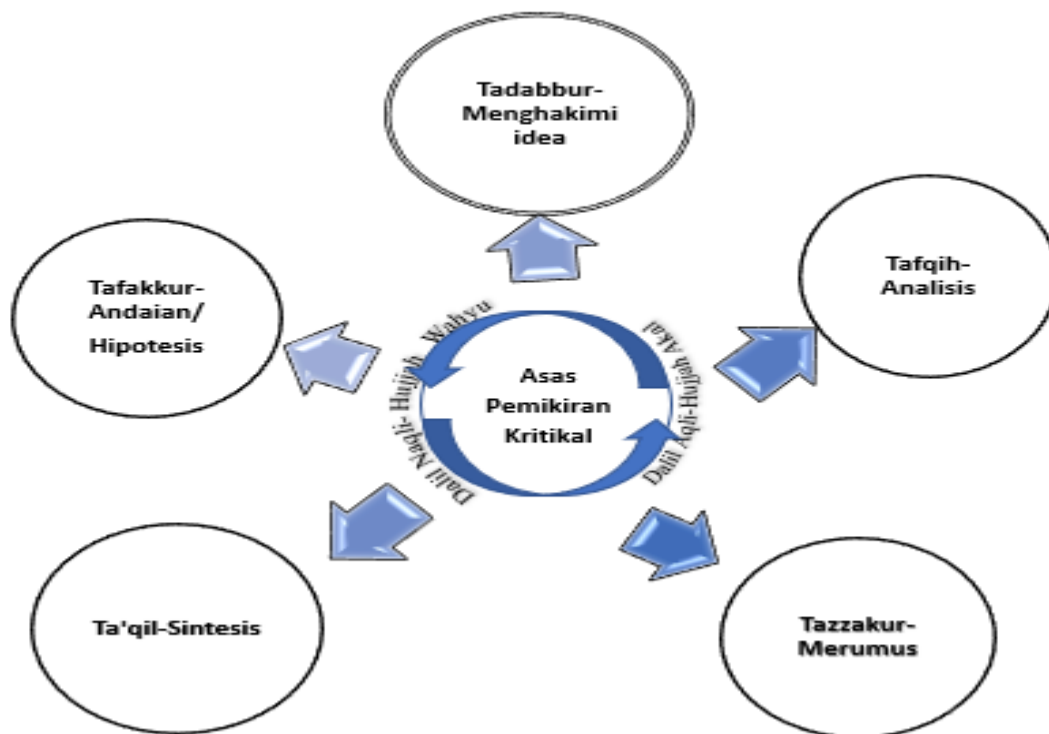 Tadabbur-
Menghakimi
idea
Tafqih-
Analisis
Tafakkur-
Andaian/
Hipotesis
Dalil Naqli- Hujjah Wahyu
Dalil Aqli-Hujjah Akal
Asas
Pemikiran
Kritikal
Ta'qil-Sintesis
Tazzakur-
Merumus